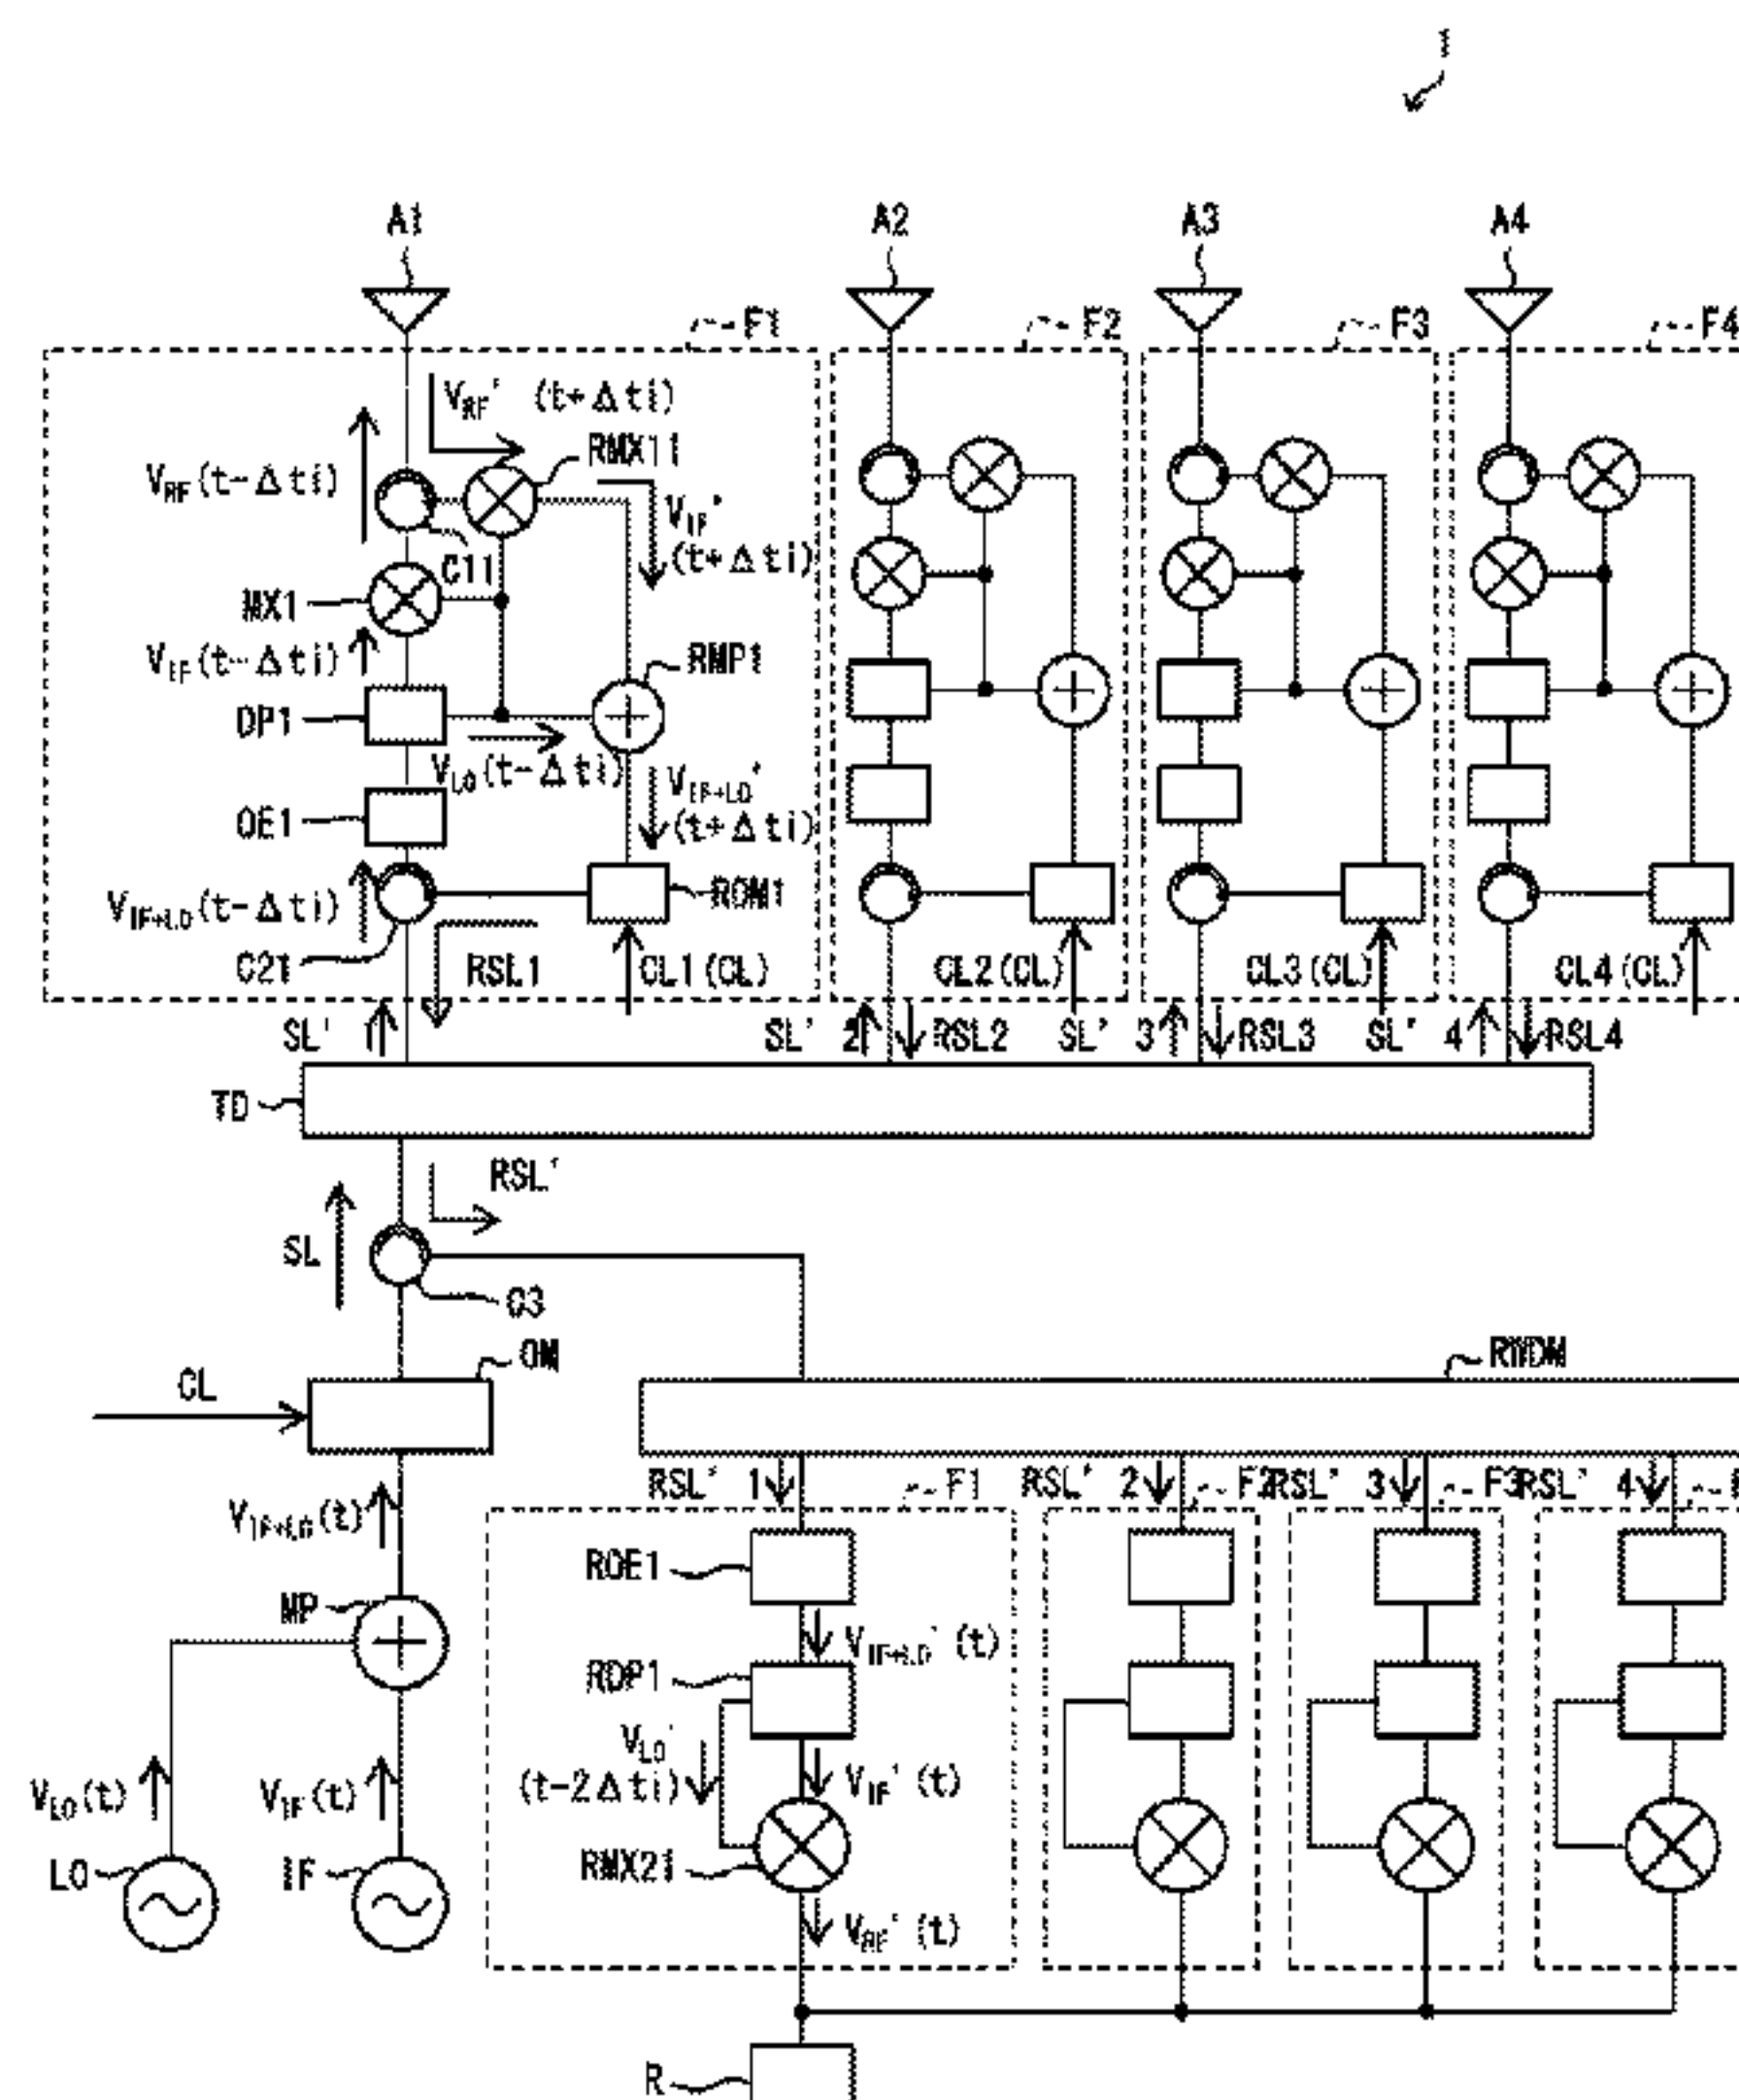 1
A1 A2 A3 A4
F1 F2 F3 F4
V_RF' (t+Δti)
RMX11
V_RF(t-Δti)
V_IF'
(t+Δti)
C11
MX1
V_IF(t-Δti)
RMP1
DP1
V_LO(t-Δti)
V_IF+LO'
(t+Δti)
OE1
ROM1
V_IF+LO(t-Δti)
C21
RSL1
CL1(CL) CL2(CL) CL3(CL) CL4(CL)
SL' 1 SL' 2 RSL2 SL' 3 RSL3 SL' 4 RSL4
TD
RSL'
SL
C3
OM
RWDM
CL
RSL' 1 F1 RSL' 2 F2 RSL' 3 F3 RSL' 4
V_IF+LO(t)
ROE1
MP
V_IF+LO'(t)
RDP1
V_LO'
(t-2Δti)
V_IF'(t)
V_LO(t) V_IF(t)
RMX21
LO IF
V_RF'(t)
R